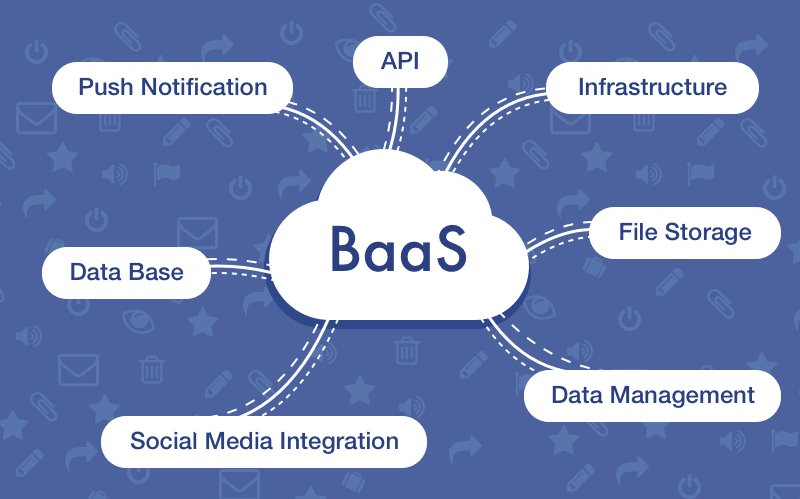 API
Push Notification
Infrastructure
File Storage
BaaS
Data Base
Data Management
Social Media Integration